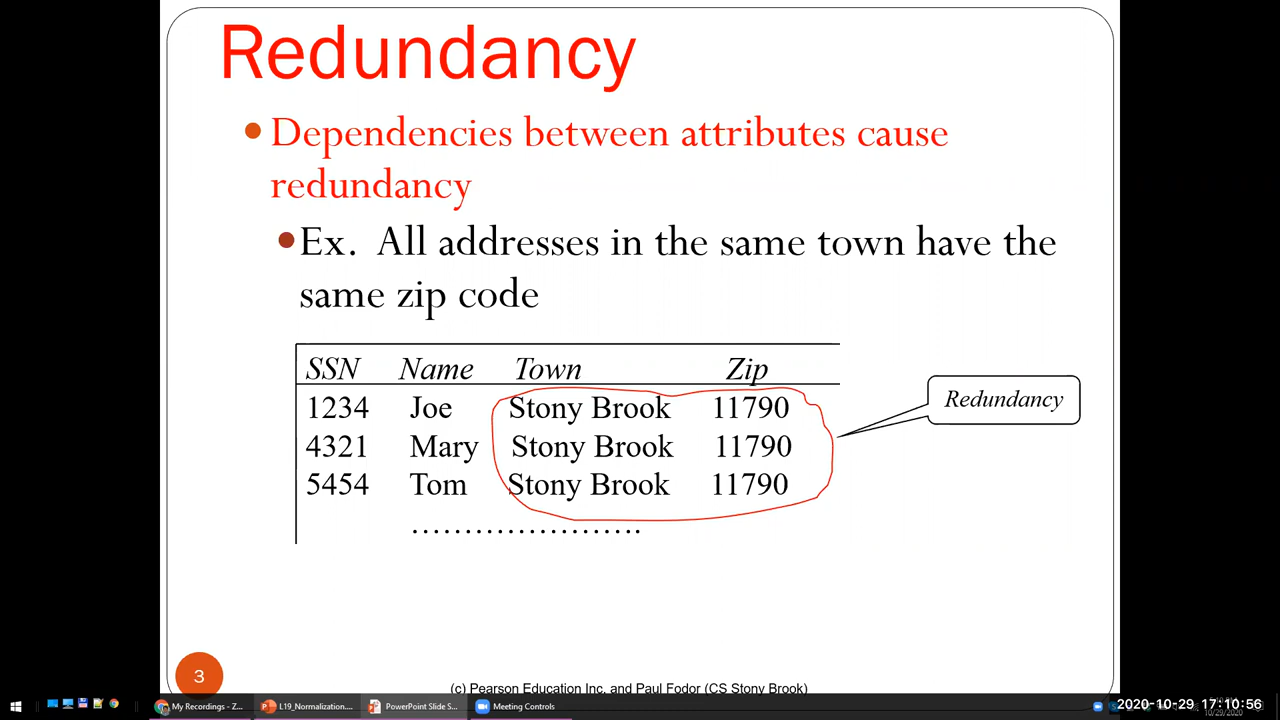 Redundancy
Dependencies between attributes cause
redundancy
Ex. All addresses in the same town have the
same zip code
SSN Name Town Zip
1234 Joe Stony Brook 11790
4321 Mary Stony Brook 11790
5454 Tom Stony Brook 11790
......................
Redundancy
3
(c) Pearson Education Inc. and Paul Fodor (CS Stony Brook)
My Recordings - Z... L19_Normalization.... PowerPoint Slide S... Meeting Controls
2020-10-29 17:10:56